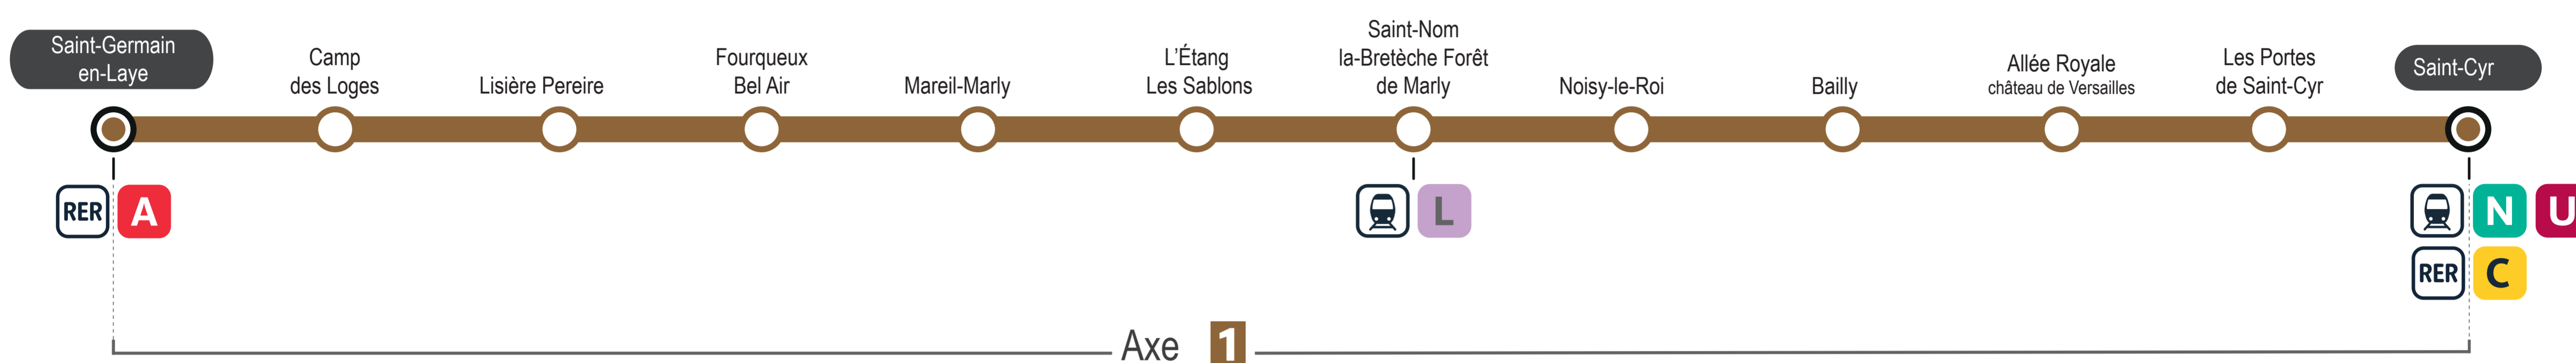 Saint-Germain
en-Laye
Camp
des Loges
Lisière Pereire
Fourqueux
Bel Air
Mareil-Marly
L'Étang
Les Sablons
Saint-Nom
la-Bretèche Forêt
de Marly
Noisy-le-Roi
Bailly
Allée Royale
château de Versailles
Les Portes
de Saint-Cyr
Saint-Cyr
RER A
L
N U
RER C
Axe 1